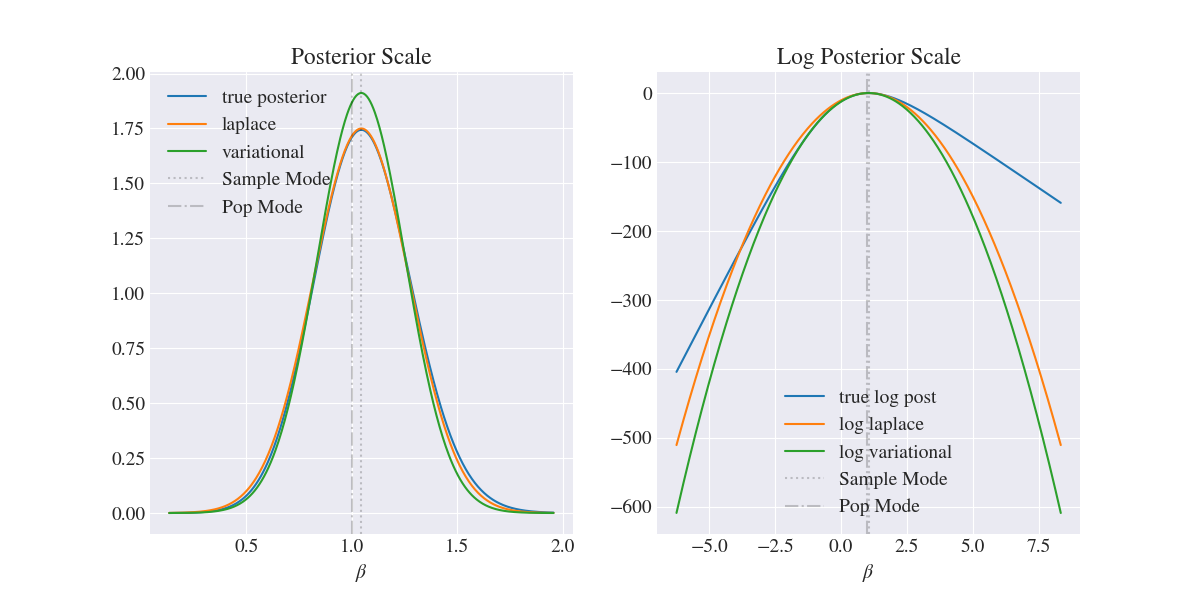 Posterior Scale
2.00
1.75
1.50
1.25
1.00
0.75
0.50
0.25
0.00
true posterior
laplace
variational
Sample Mode
Pop Mode
0.5
1.0
1.5
2.0
β
Log Posterior Scale
0
−100
−200
−300
−400
−500
−600
true log post
log laplace
log variational
Sample Mode
Pop Mode
−5.0
−2.5
0.0
2.5
5.0
7.5
β